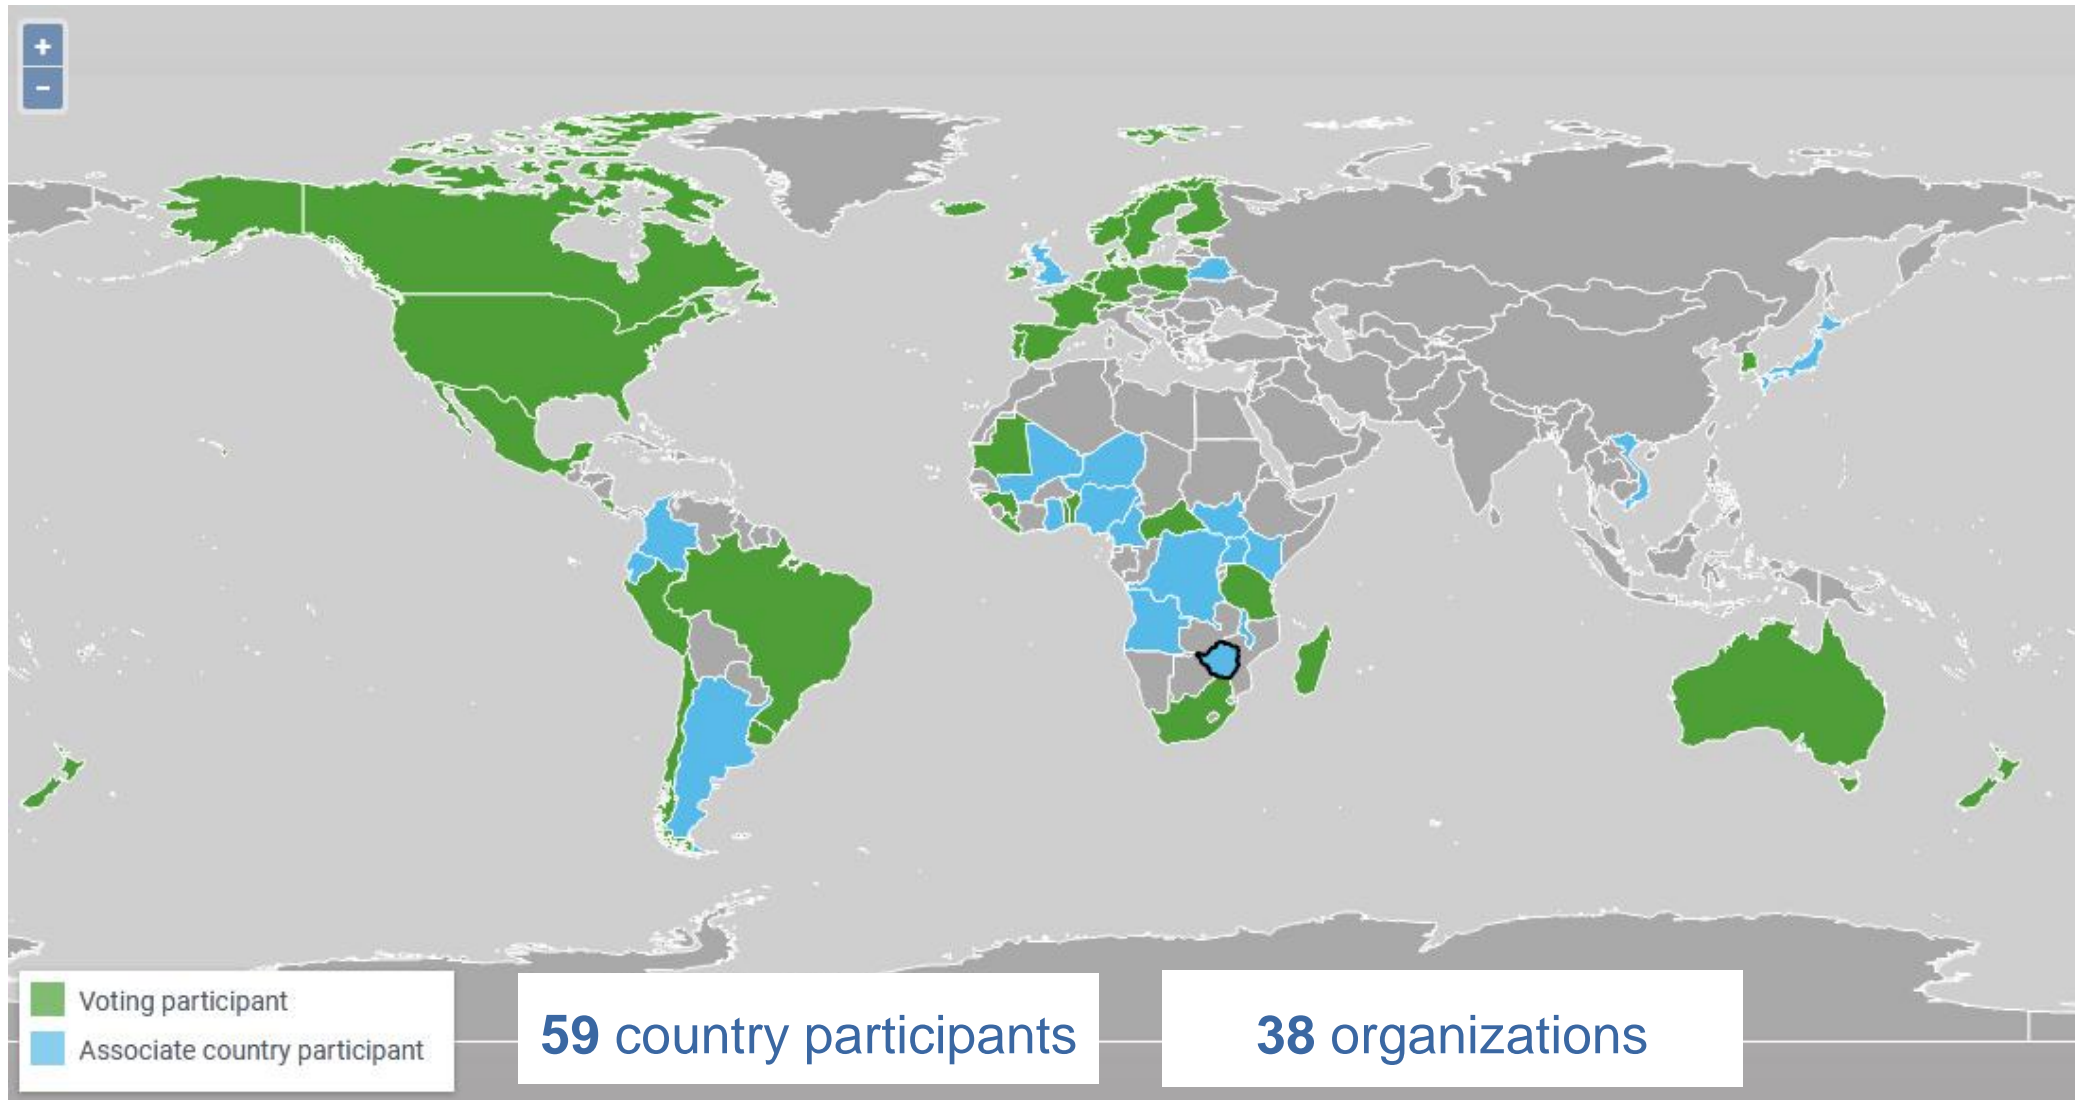 +
−
Voting participant
Associate country participant
59 country participants
38 organizations